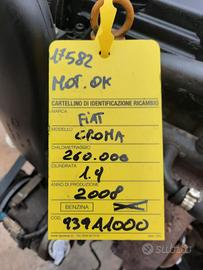 17582
MOT. OK
CARTELLINO DI IDENTIFICAZIONE RICAMBIO
MARCA
FIAT
MODELLO
CROMA
CHILOMETRAGGIO
260.000
CILINDRATA
1.9
ANNO DI PRODUZIONE
2008
BENZINA
COD.
939A1000
subito